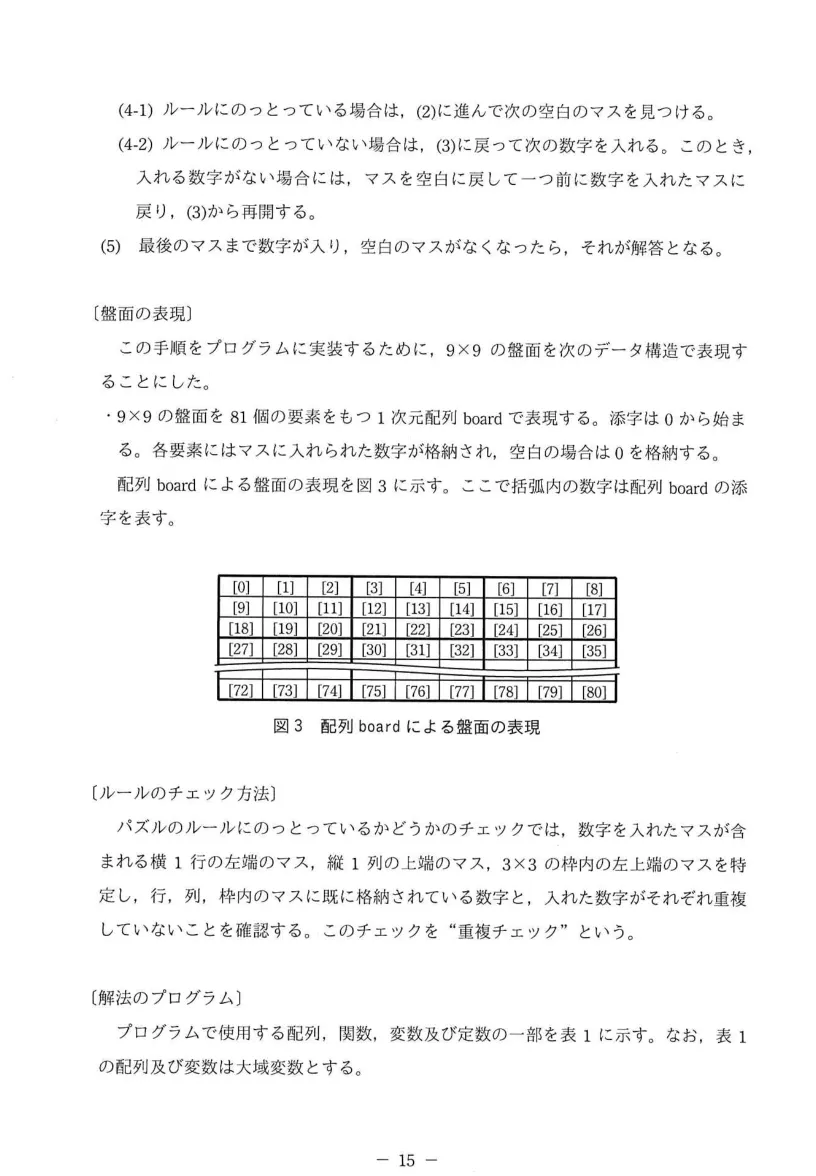 (4-1) ルールにのっとっている場合は，(2)に進んで次の空白のマスを見つける。
(4-2) ルールにのっとっていない場合は，(3)に戻って次の数字を入れる。このとき，
入れる数字がない場合には，マスを空白に戻して一つ前に数字を入れたマスに
戻り，(3)から再開する。
(5) 最後のマスまで数字が入り，空白のマスがなくなったら，それが解答となる。
〔盤面の表現〕
この手順をプログラムに実装するために，9×9 の盤面を次のデータ構造で表現す
ることにした。
・9×9 の盤面を 81 個の要素をもつ 1 次元配列 board で表現する。添字は 0 から始ま
る。各要素にはマスに入れられた数字が格納され，空白の場合は 0 を格納する。
配列 board による盤面の表現を図 3 に示す。ここで括弧内の数字は配列 board の添
字を表す。
[0] [1] [2] [3] [4] [5] [6] [7] [8]
[9] [10] [11] [12] [13] [14] [15] [16] [17]
[18] [19] [20] [21] [22] [23] [24] [25] [26]
[27] [28] [29] [30] [31] [32] [33] [34] [35]
[72] [73] [74] [75] [76] [77] [78] [79] [80]
図 3 配列 board による盤面の表現
〔ルールのチェック方法〕
パズルのルールにのっとっているかどうかのチェックでは，数字を入れたマスが含
まれる横 1 行の左端のマス，縦 1 列の上端のマス，3×3 の枠内の左上端のマスを特
定し，行，列，枠内のマスに既に格納されている数字と，入れた数字がそれぞれ重複
していないことを確認する。このチェックを“重複チェック”という。
〔解法のプログラム〕
プログラムで使用する配列，関数，変数及び定数の一部を表 1 に示す。なお，表 1
の配列及び変数は大域変数とする。
－ 15 －